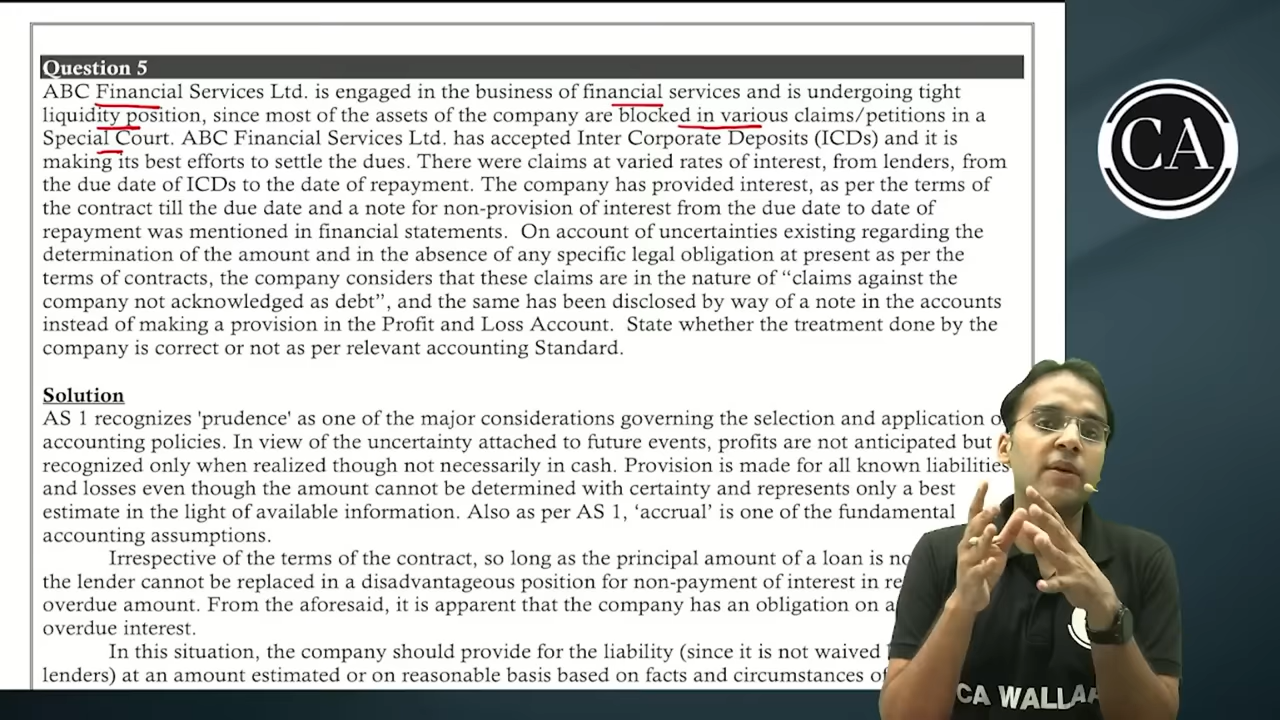 Question 5
ABC Financial Services Ltd. is engaged in the business of financial services and is undergoing tight
liquidity position, since most of the assets of the company are blocked in various claims/petitions in a
Special Court. ABC Financial Services Ltd. has accepted Inter Corporate Deposits (ICDs) and it is
making its best efforts to settle the dues. There were claims at varied rates of interest, from lenders, from
the due date of ICDs to the date of repayment. The company has provided interest, as per the terms of
the contract till the due date and a note for non-provision of interest from the due date to date of
repayment was mentioned in financial statements. On account of uncertainties existing regarding the
determination of the amount and in the absence of any specific legal obligation at present as per the
terms of contracts, the company considers that these claims are in the nature of “claims against the
company not acknowledged as debt”, and the same has been disclosed by way of a note in the accounts
instead of making a provision in the Profit and Loss Account. State whether the treatment done by the
company is correct or not as per relevant accounting Standard.
Solution
AS 1 recognizes 'prudence' as one of the major considerations governing the selection and application
accounting policies. In view of the uncertainty attached to future events, profits are not anticipated but
recognized only when realized though not necessarily in cash. Provision is made for all known liabilities
and losses even though the amount cannot be determined with certainty and represents only a best
estimate in the light of available information. Also as per AS 1, ‘accrual’ is one of the fundamental
accounting assumptions.
Irrespective of the terms of the contract, so long as the principal amount of a loan is
the lender cannot be replaced in a disadvantageous position for non-payment of interest in
overdue amount. From the aforesaid, it is apparent that the company has an obligation on
overdue interest.
In this situation, the company should provide for the liability (since it is not waived
lenders) at an amount estimated or on reasonable basis based on facts and circumstances
CA
CA WALLAH